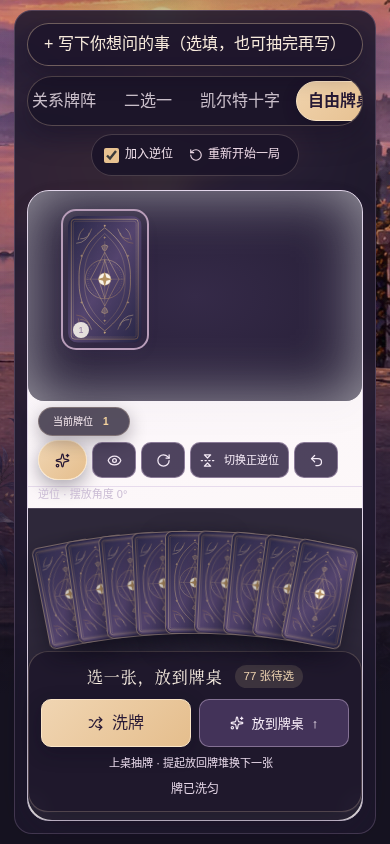 + 写下你想问的事（选填，也可抽完再写）
关系牌阵 二选一 凯尔特十字 自由牌桌
加入逆位 重新开始一局
1
当前牌位 1
切换正逆位
逆位 · 摆放角度 0°
选一张，放到牌桌 77 张待选
洗牌 放到牌桌 ↑
上桌抽牌 · 提起放回牌堆换下一张
牌已洗匀